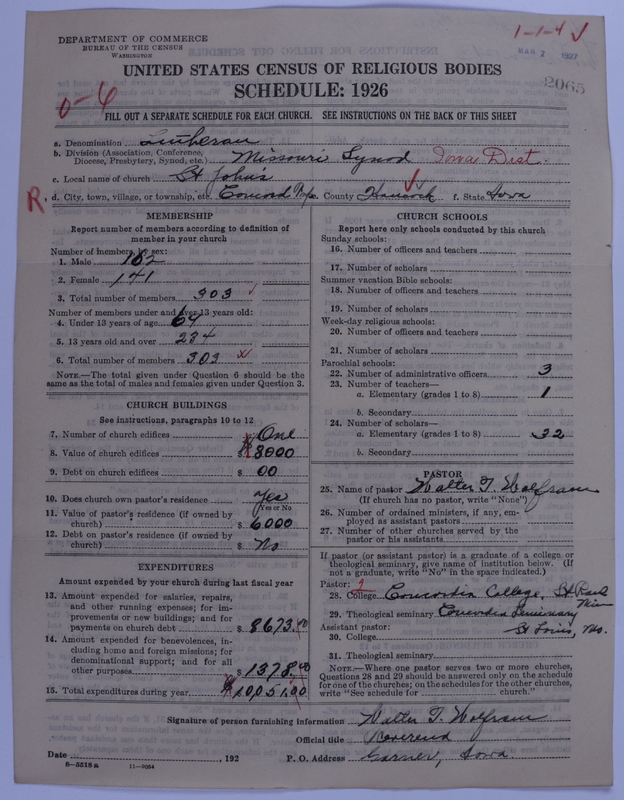 1-1-4 ✓
DEPARTMENT OF COMMERCE
BUREAU OF THE CENSUS
WASHINGTON
MAR 2 1927
2065
UNITED STATES CENSUS OF RELIGIOUS BODIES
SCHEDULE: 1926
0-6
FILL OUT A SEPARATE SCHEDULE FOR EACH CHURCH. SEE INSTRUCTIONS ON THE BACK OF THIS SHEET
a. Denomination Lutheran
b. Division (Association, Conference, Diocese, Presbytery, Synod, etc.) Missouri Synod Iowa Dist.
c. Local name of church St John's
R d. City, town, village, or township, etc. Concord Twp. County Hancock f. State Iowa
MEMBERSHIP
Report number of members according to definition of
member in your church
Number of members by sex:
1. Male 162
2. Female 141
3. Total number of members 303
Number of members under and over 13 years old:
4. Under 13 years of age 69
5. 13 years old and over 234
6. Total number of members 303
NOTE.—The total given under Question 6 should be the
same as the total of males and females given under Question 3.
CHURCH BUILDINGS
See instructions, paragraphs 10 to 12
7. Number of church edifices One
8. Value of church edifices $ 8000
9. Debt on church edifices $ 00
10. Does church own pastor's residence Yes
Yes or No
11. Value of pastor's residence (if owned by
church) $ 6000
12. Debt on pastor's residence (if owned by
church) $ No
EXPENDITURES
Amount expended by your church during last fiscal year
13. Amount expended for salaries, repairs,
and other running expenses; for im-
provements or new buildings; and for
payments on church debt $ 8673.40
14. Amount expended for benevolences, in-
cluding home and foreign missions; for
denominational support; and for all
other purposes $ 1378.40
15. Total expenditures during year $ 10051.00
CHURCH SCHOOLS
Report here only schools conducted by this church
Sunday schools:
16. Number of officers and teachers
17. Number of scholars
Summer vacation Bible schools:
18. Number of officers and teachers
19. Number of scholars
Week-day religious schools:
20. Number of officers and teachers
21. Number of scholars
Parochial schools:
22. Number of administrative officers 3
23. Number of teachers—
a. Elementary (grades 1 to 8) 1
b. Secondary
24. Number of scholars—
a. Elementary (grades 1 to 8) 32
b. Secondary
PASTOR
25. Name of pastor Walter T. Wolfram
(If church has no pastor, write "None")
26. Number of ordained ministers, if any, em-
ployed as assistant pastors
27. Number of other churches served by the
pastor or his assistants
If pastor (or assistant pastor) is a graduate of a college or
theological seminary, give name of institution below. (If
not a graduate, write "No" in the space indicated.)
Pastor:
28. College Concordia College, St Paul Minn
29. Theological seminary Concordia Seminary
St Louis, Mo.
Assistant pastor:
30. College
31. Theological seminary
NOTE.—Where one pastor serves two or more churches,
Questions 28 and 29 should be answered only on the schedule
for one of the churches; on the schedules for the other churches,
write "See schedule for church."
Signature of person furnishing information Walter T. Wolfram
Official title Reverend
Date , 192 P. O. Address Garner, Iowa
8-5218a 11-9054